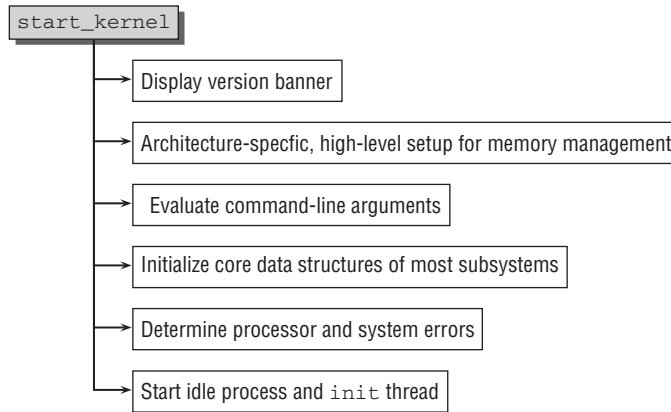 start_kernel
Display version banner
Architecture-specfic, high-level setup for memory management
Evaluate command-line arguments
Initialize core data structures of most subsystems
Determine processor and system errors
Start idle process and init thread